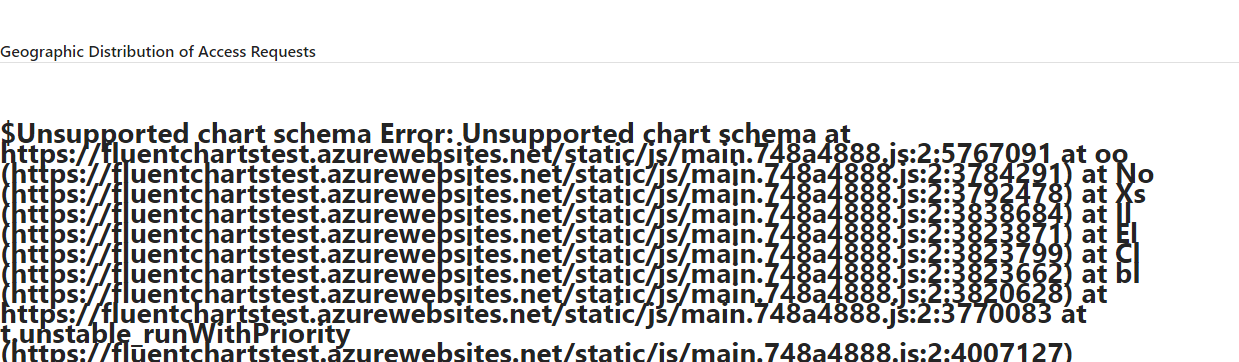 Geographic Distribution of Access Requests
$Unsupported chart schema Error: Unsupported chart schema at
https://fluentchartstest.azurewebsites.net/static/js/main.748a4888.js:2:5767091 at oo
(https://fluentchartstest.azurewebsites.net/static/js/main.748a4888.js:2:3784291) at No
(https://fluentchartstest.azurewebsites.net/static/js/main.748a4888.js:2:3792478) at Xs
(https://fluentchartstest.azurewebsites.net/static/js/main.748a4888.js:2:3838684) at Il
(https://fluentchartstest.azurewebsites.net/static/js/main.748a4888.js:2:3823871) at El
(https://fluentchartstest.azurewebsites.net/static/js/main.748a4888.js:2:3823799) at Cl
(https://fluentchartstest.azurewebsites.net/static/js/main.748a4888.js:2:3823662) at bl
(https://fluentchartstest.azurewebsites.net/static/js/main.748a4888.js:2:3820628) at
https://fluentchartstest.azurewebsites.net/static/js/main.748a4888.js:2:3770083 at
t.unstable_runWithPriority
(https://fluentchartstest.azurewebsites.net/static/js/main.748a4888.js:2:4007127)